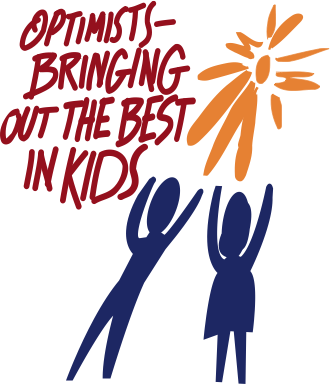 OPTIMISTS–
BRINGING
OUT THE BEST
IN KIDS